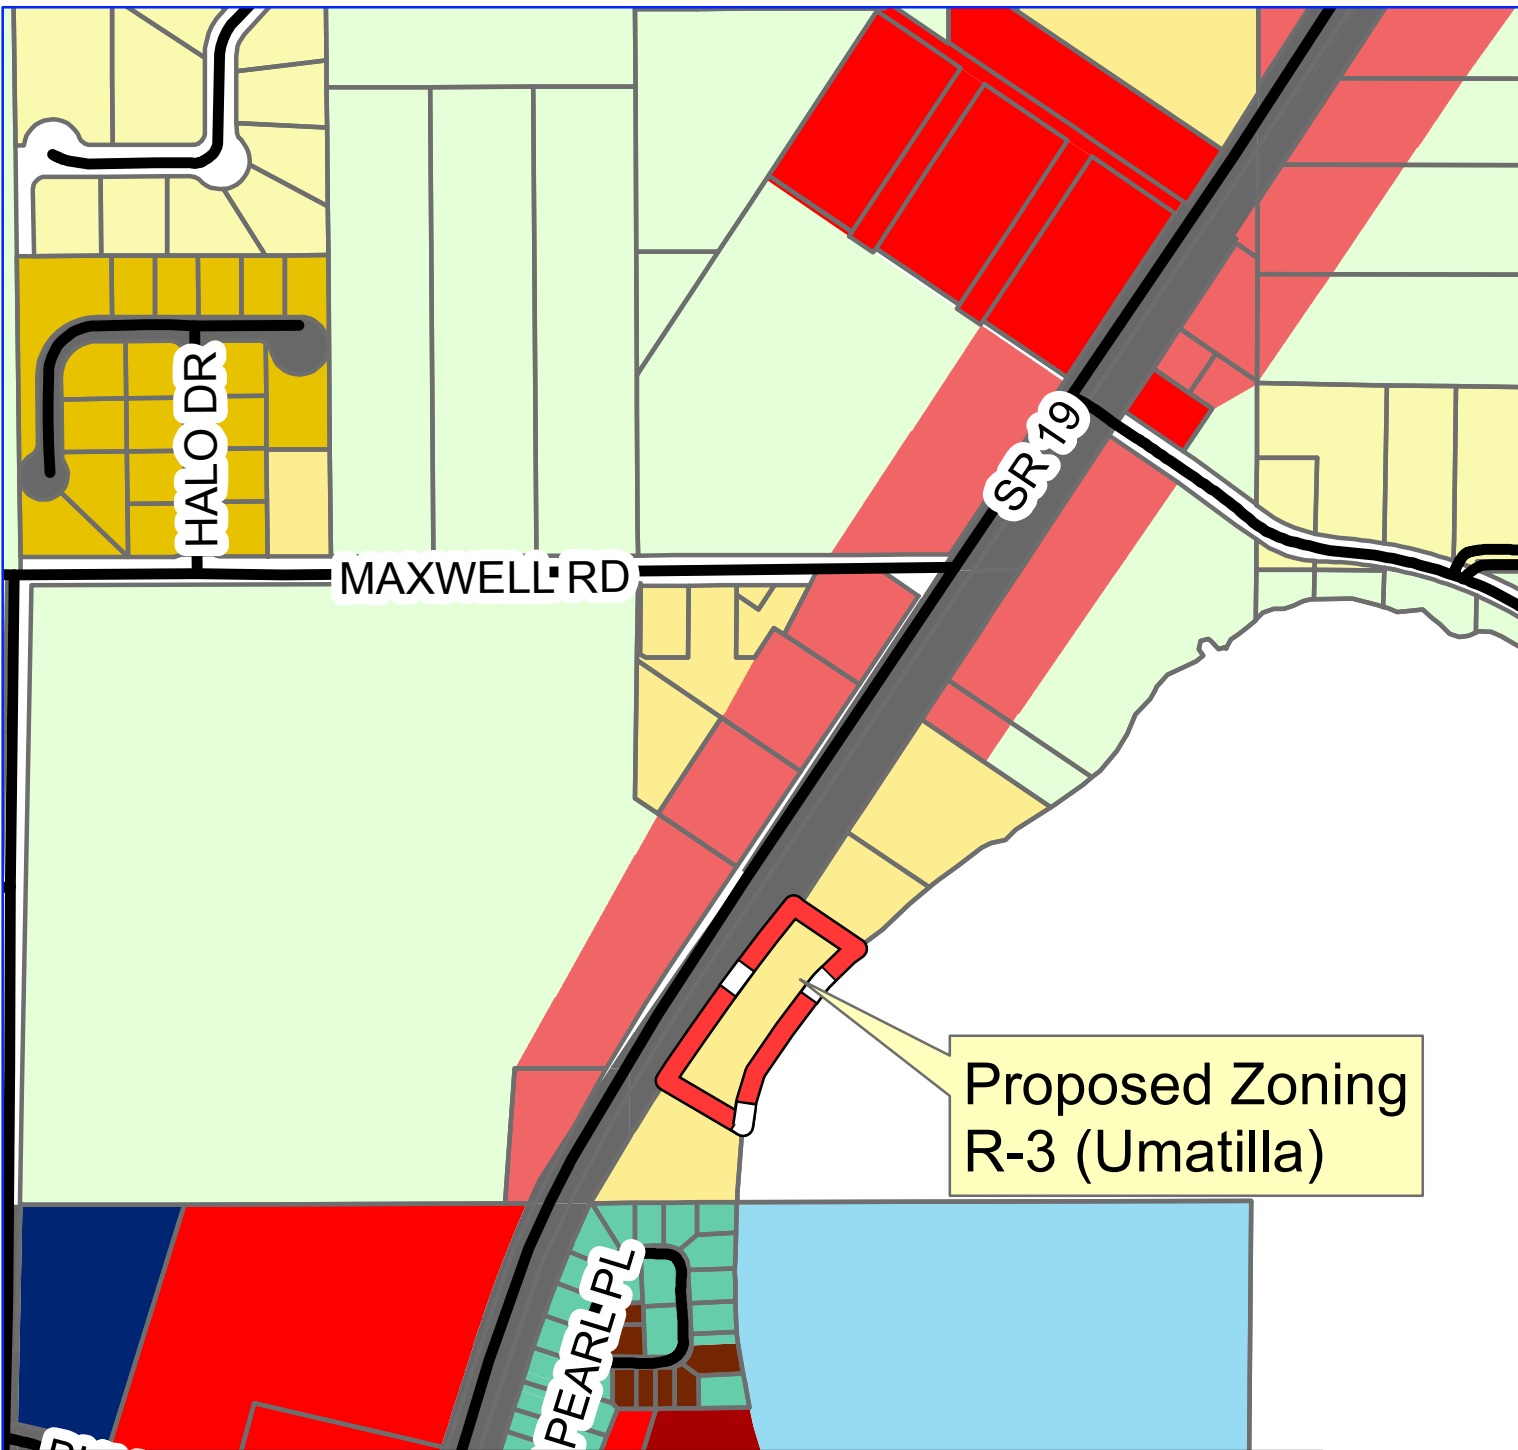 HALO DR
SR 19
MAXWELL RD
Proposed Zoning
R-3 (Umatilla)
PEARL PL